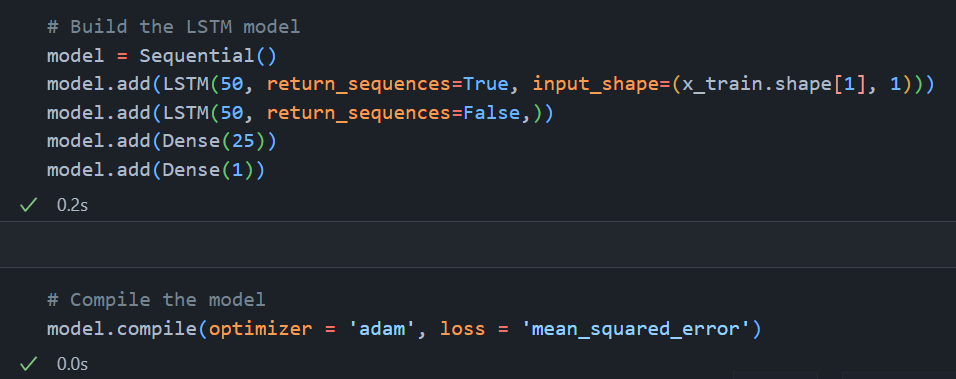 # Build the LSTM model
model = Sequential()
model.add(LSTM(50, return_sequences=True, input_shape=(x_train.shape[1], 1)))
model.add(LSTM(50, return_sequences=False,))
model.add(Dense(25))
model.add(Dense(1))
0.2s
# Compile the model
model.compile(optimizer = 'adam', loss = 'mean_squared_error')
0.0s